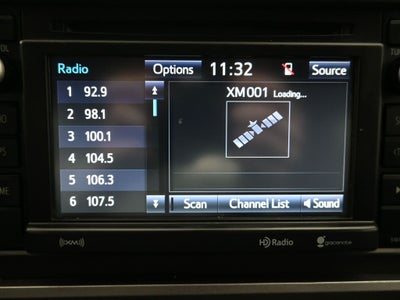 Radio Options 11:32 Source
XM001 Loading...
1 92.9
2 98.1
3 100.1
4 104.5
5 106.3
6 107.5
Scan Channel List Sound
((XM)) HD Radio gracenote